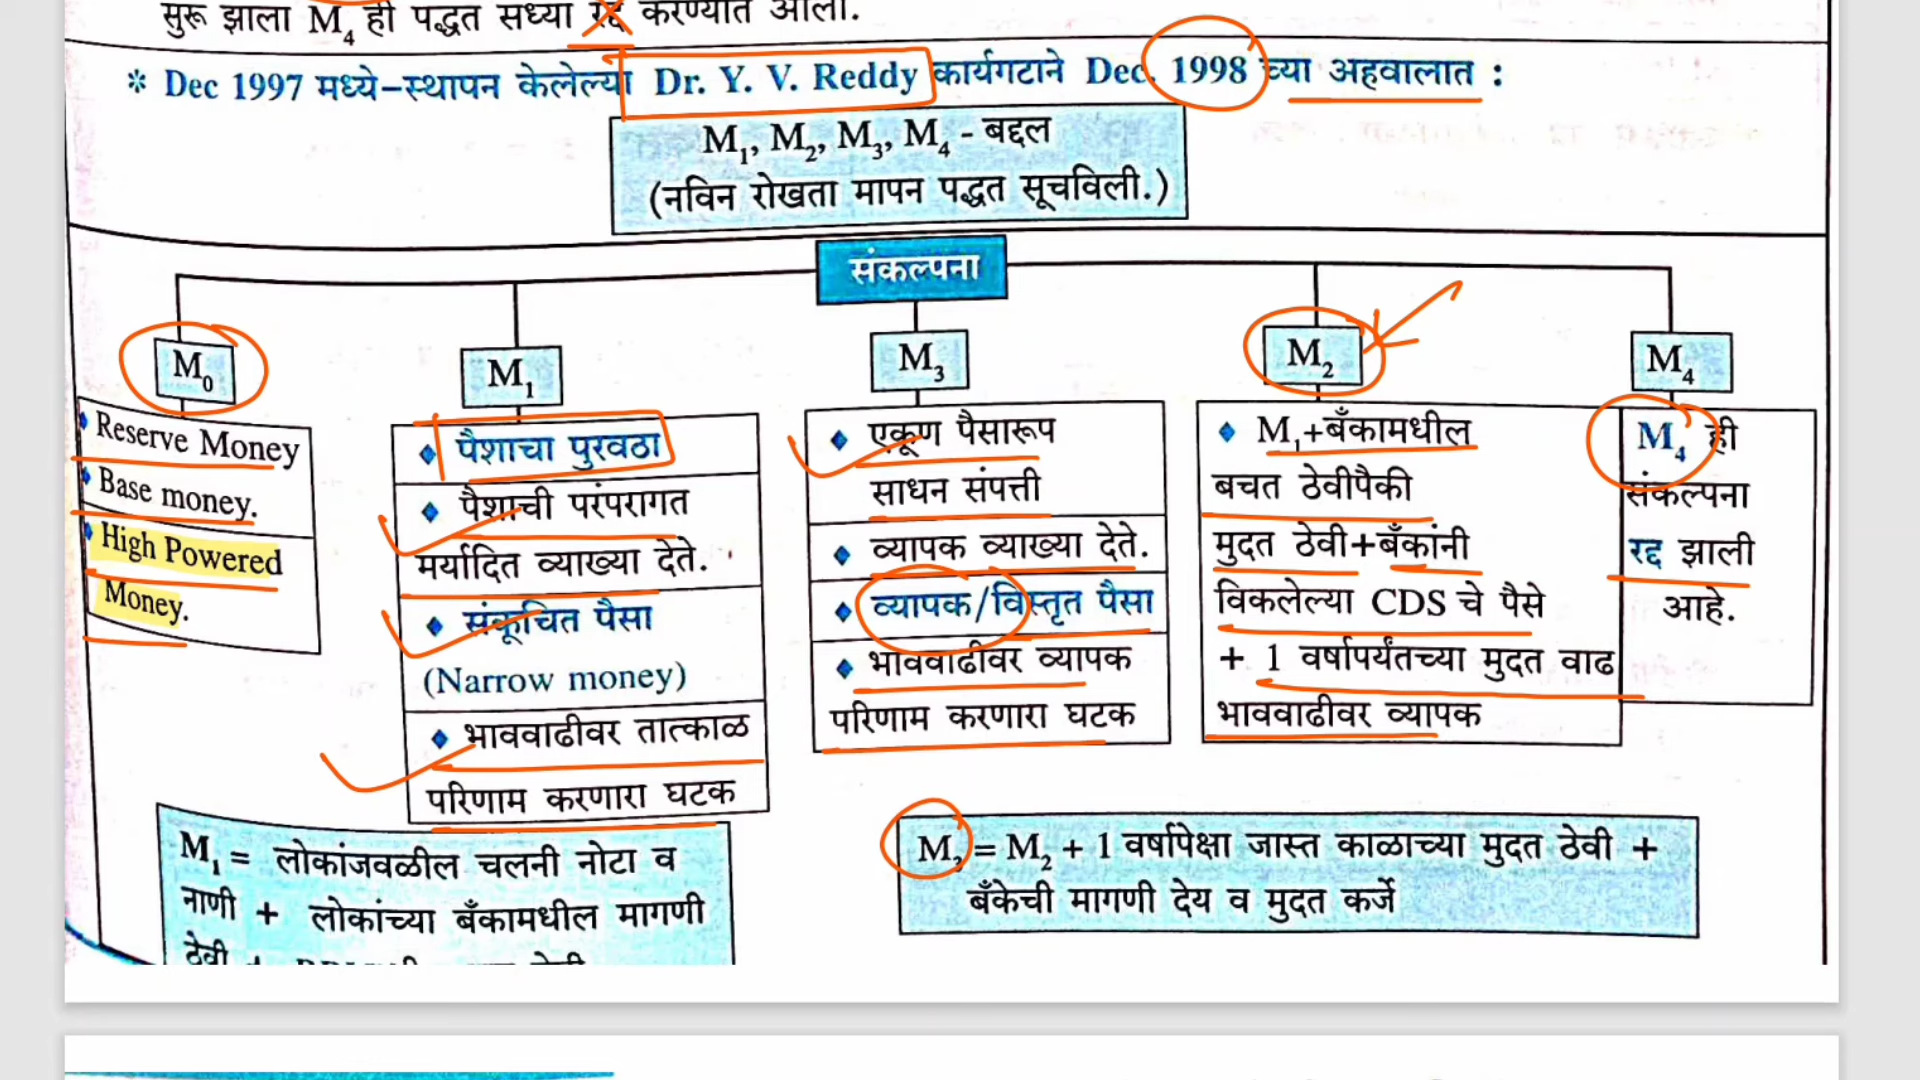 सुरू झाला M₄ ही पद्धत सध्या रद्द करण्यात आली.
* Dec 1997 मध्ये-स्थापन केलेल्या Dr. Y. V. Reddy कार्यगटाने Dec. 1998 च्या अहवालात :
M₁, M₂, M₃, M₄ - बद्दल
(नविन रोखता मापन पद्धत सूचविली.)
संकल्पना
M₀
Reserve Money
Base money.
High Powered
Money.
M₁
पैशाचा पुरवठा
पैशाची परंपरागत
मर्यादित व्याख्या देते.
संकूचित पैसा
(Narrow money)
भाववाढीवर तात्काळ
परिणाम करणारा घटक
M₃
एकूण पैसारूप
साधन संपत्ती
व्यापक व्याख्या देते.
व्यापक/विस्तृत पैसा
भाववाढीवर व्यापक
परिणाम करणारा घटक
M₂
M₁+बँकामधील
बचत ठेवीपैकी
मुदत ठेवी+बँकांनी
विकलेल्या CDS चे पैसे
+ 1 वर्षापर्यंतच्या मुदत वाढ
भाववाढीवर व्यापक
M₄
M₄ ही
संकल्पना
रद्द झाली
आहे.
M₁ = लोकांजवळील चलनी नोटा व
नाणी + लोकांच्या बँकामधील मागणी
ठेवी +
M₃ = M₂ + 1 वर्षापेक्षा जास्त काळाच्या मुदत ठेवी +
बँकेची मागणी देय व मुदत कर्जे